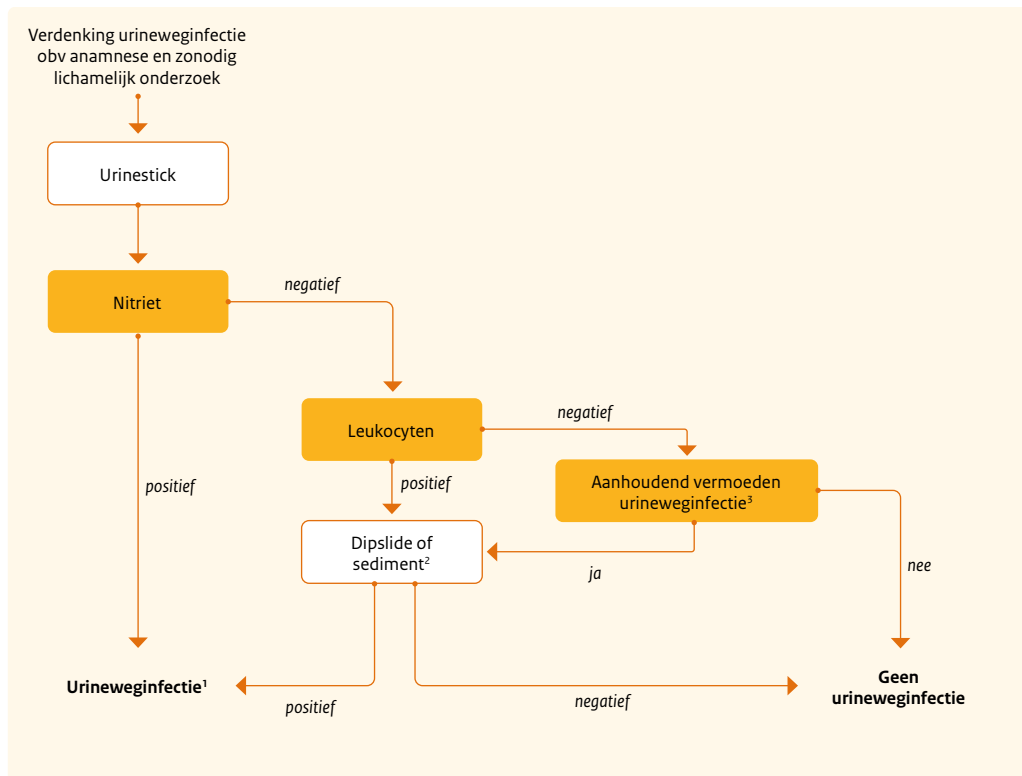 Verdenking urineweginfectie
obv anamnese en zonodig
lichamelijk onderzoek
Urinestick
Nitriet
negatief
positief
Leukocyten
negatief
positief
Aanhoudend vermoeden
urineweginfectie³
Dipslide of
sediment²
ja
nee
Urineweginfectie¹
positief
negatief
Geen
urineweginfectie